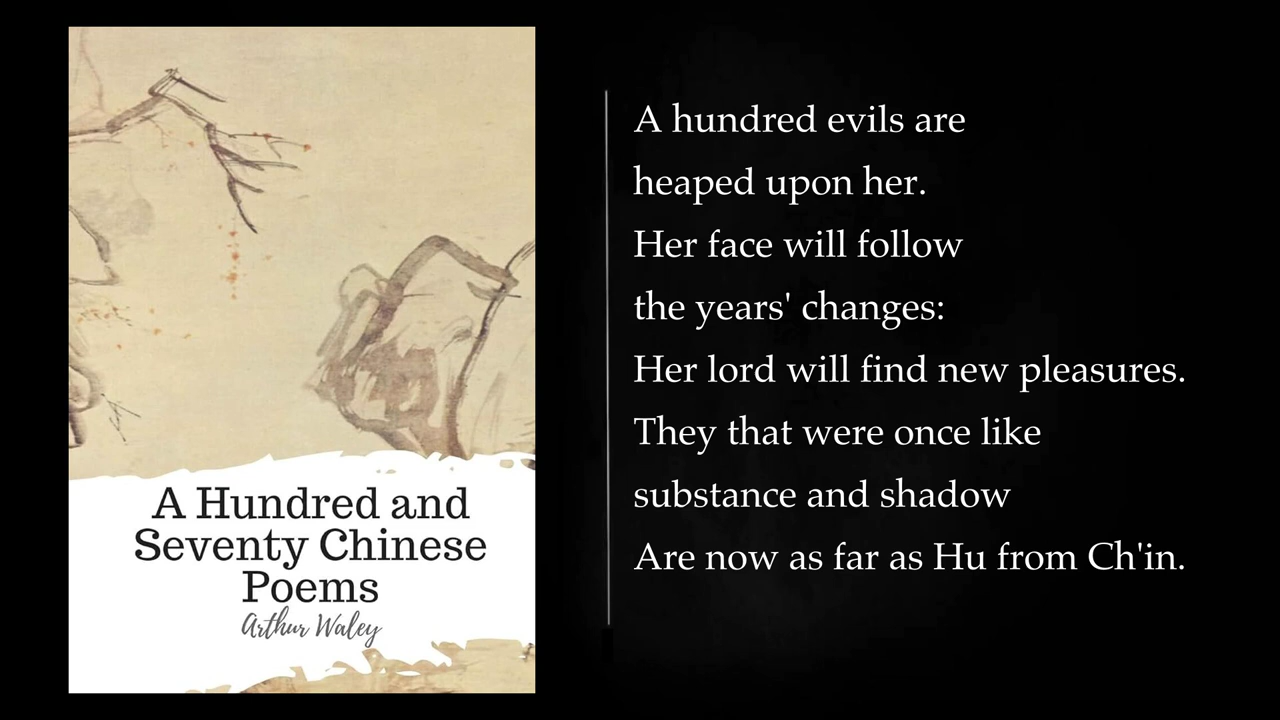 A Hundred and
Seventy Chinese
Poems
Arthur Waley
A hundred evils are
heaped upon her.
Her face will follow
the years' changes:
Her lord will find new pleasures.
They that were once like
substance and shadow
Are now as far as Hu from Ch'in.